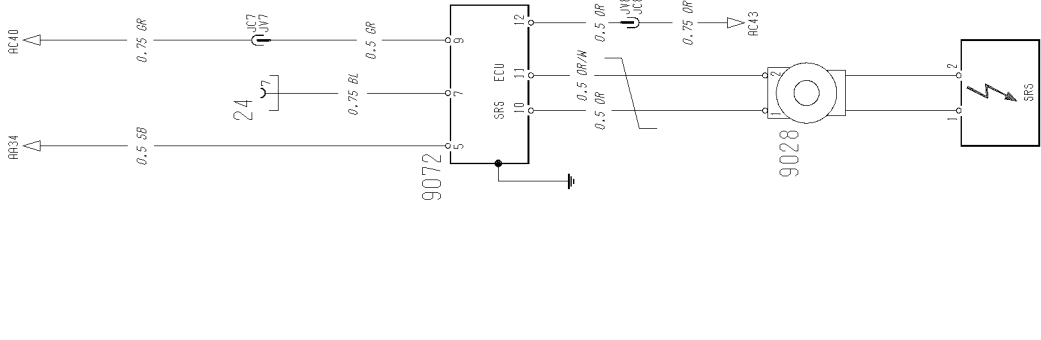 AC40
0.75 GR
JC7
JV7
0.5 GR
9
12
0.5 OR
JV8
JC8
0.75 OR
AC43
24
7
0.75 BL
7
SRS ECU
11
10
0.5 OR/W
0.5 OR
2
1
9028
2
1
SRS
AA34
0.5 SB
5
9072